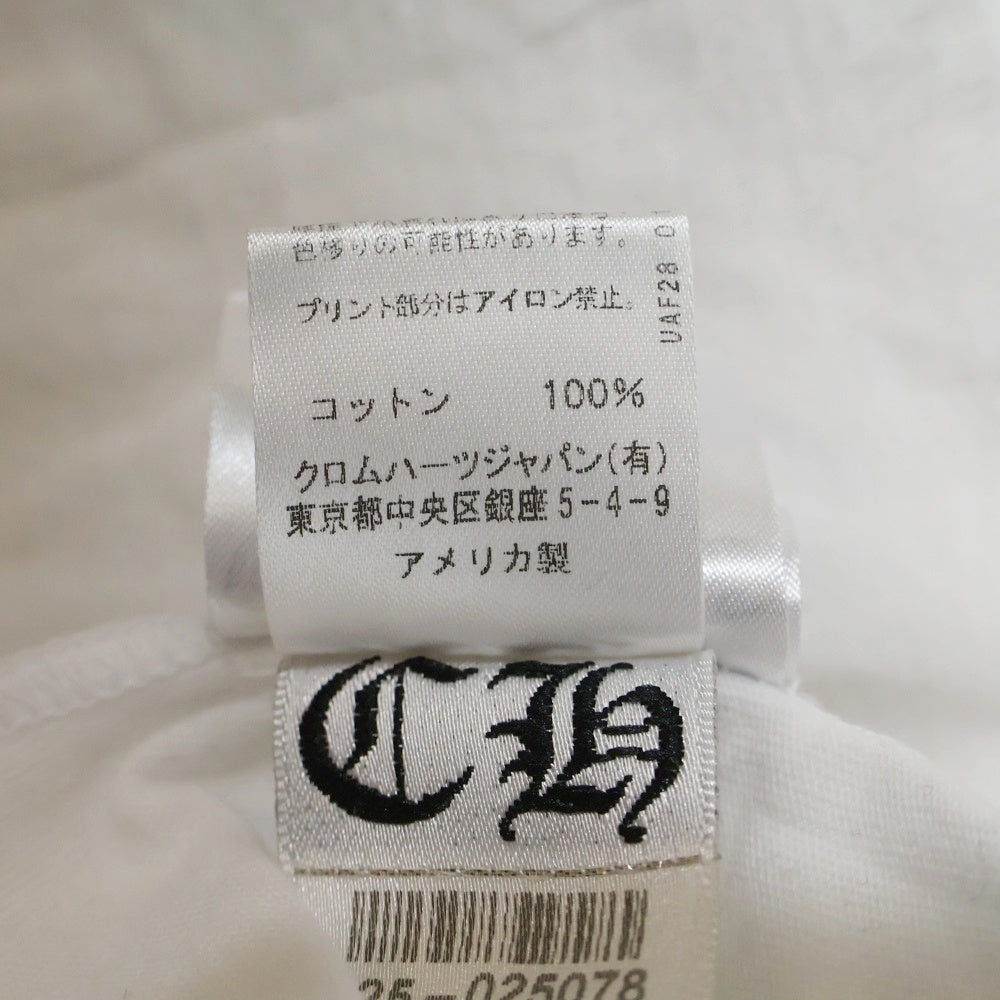 色移りの可能性があります。
プリント部分はアイロン禁止。
UAF28 0
コットン 100%
クロムハーツジャパン(有)
東京都中央区銀座5-4-9
アメリカ製
CH
25-025078